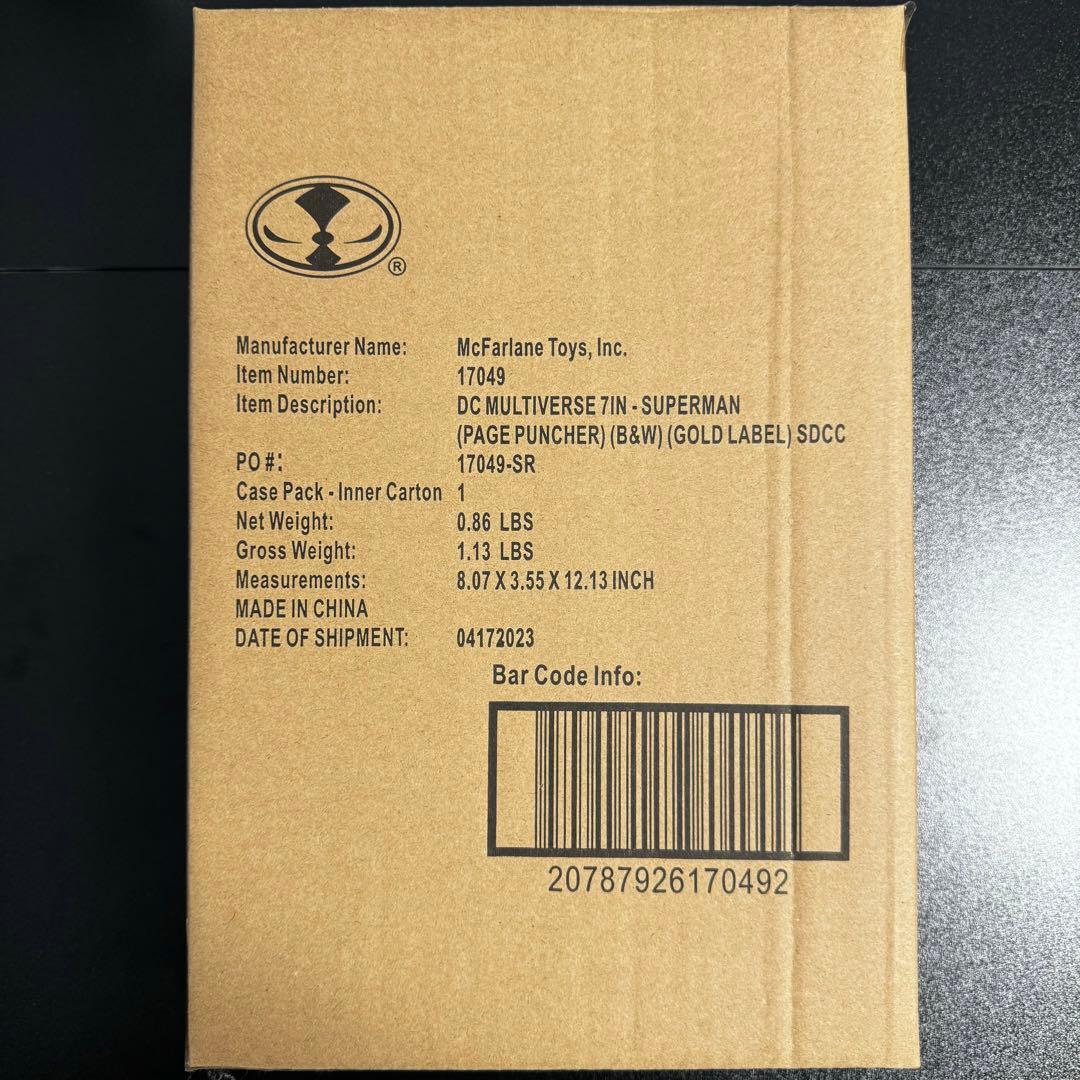 ®
Manufacturer Name: McFarlane Toys, Inc.
Item Number: 17049
Item Description: DC MULTIVERSE 7IN - SUPERMAN
(PAGE PUNCHER) (B&W) (GOLD LABEL) SDCC
PO #: 17049-SR
Case Pack - Inner Carton 1
Net Weight: 0.86 LBS
Gross Weight: 1.13 LBS
Measurements: 8.07 X 3.55 X 12.13 INCH
MADE IN CHINA
DATE OF SHIPMENT: 04172023
Bar Code Info:
20787926170492